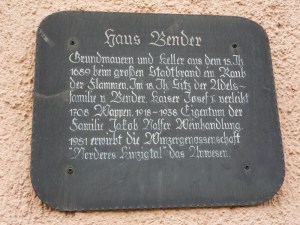 Haus Bender
Grundmauern und Keller aus dem 15. Jh
1689 beim großen Stadtbrand ein Raub
der Flammen. Im 18. Jh. Sitz der Adels-
familie v. Bender. Kaiser Josef I. verleiht
1708 Wappen. 1918-1938 Eigentum der
Familie Jakob Weinhandlung
1951 erwirbt die Winzergenossenschaft
"Vorderes Kinzigtal" das Anwesen.